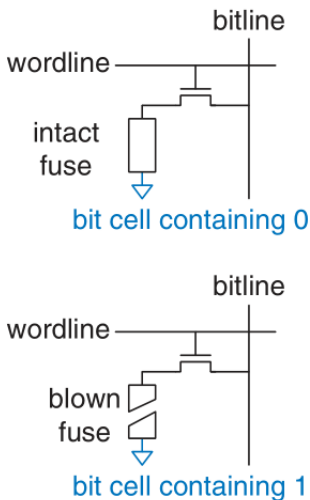 bitline
wordline
intact
fuse
bit cell containing 0
bitline
wordline
blown
fuse
bit cell containing 1